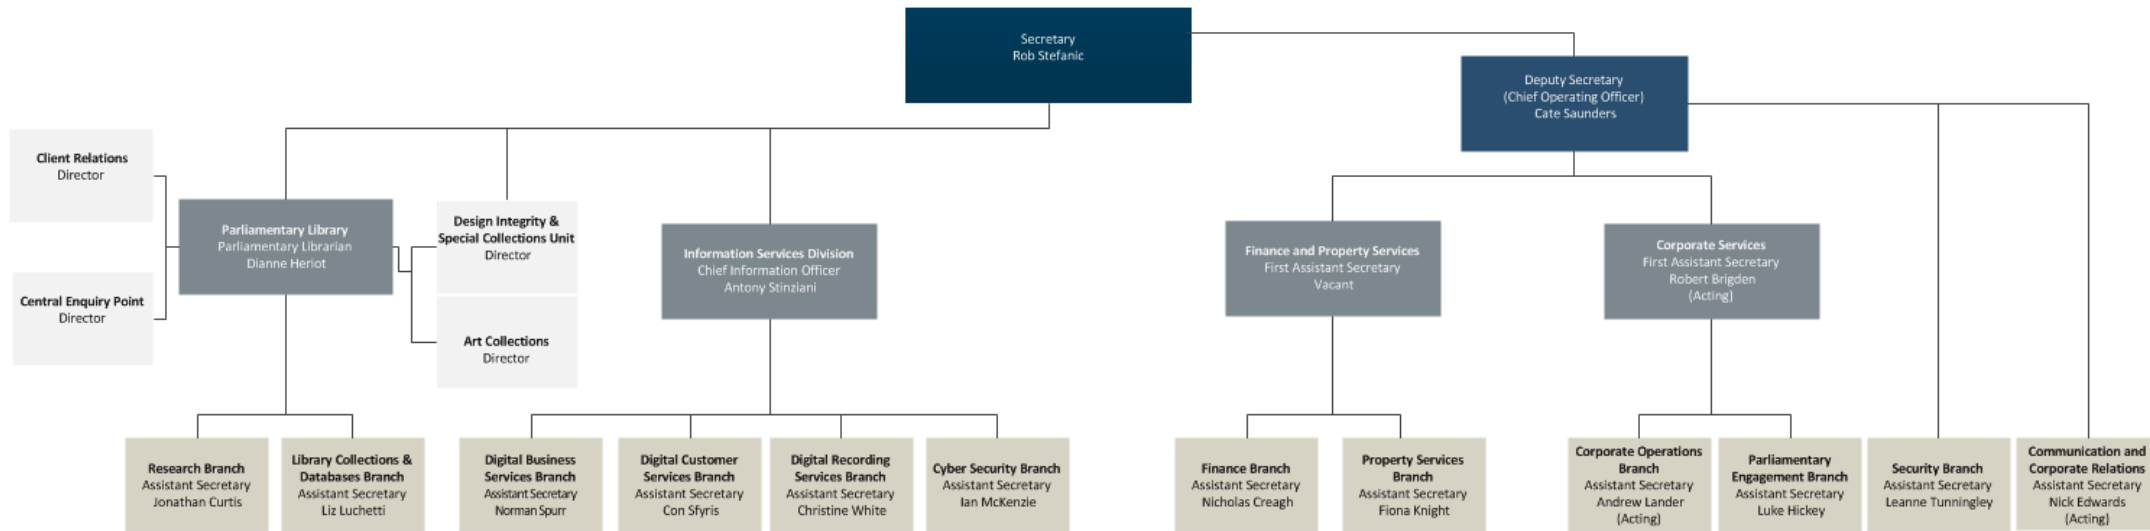 Secretary
Rob Stefanic
Deputy Secretary
(Chief Operating Officer)
Cate Saunders
Client Relations
Director
Parliamentary Library
Parliamentary Librarian
Dianne Heriot
Central Enquiry Point
Director
Design Integrity &
Special Collections Unit
Director
Art Collections
Director
Information Services Division
Chief Information Officer
Antony Stinziani
Finance and Property Services
First Assistant Secretary
Vacant
Corporate Services
First Assistant Secretary
Robert Brigden
(Acting)
Research Branch
Assistant Secretary
Jonathan Curtis
Library Collections &
Databases Branch
Assistant Secretary
Liz Luchetti
Digital Business
Services Branch
Assistant Secretary
Norman Spurr
Digital Customer
Services Branch
Assistant Secretary
Con Sfyris
Digital Recording
Services Branch
Assistant Secretary
Christine White
Cyber Security Branch
Assistant Secretary
Ian McKenzie
Finance Branch
Assistant Secretary
Nicholas Creagh
Property Services
Branch
Assistant Secretary
Fiona Knight
Corporate Operations
Branch
Assistant Secretary
Andrew Lander
(Acting)
Parliamentary
Engagement Branch
Assistant Secretary
Luke Hickey
Security Branch
Assistant Secretary
Leanne Tunningley
Communication and
Corporate Relations
Assistant Secretary
Nick Edwards
(Acting)